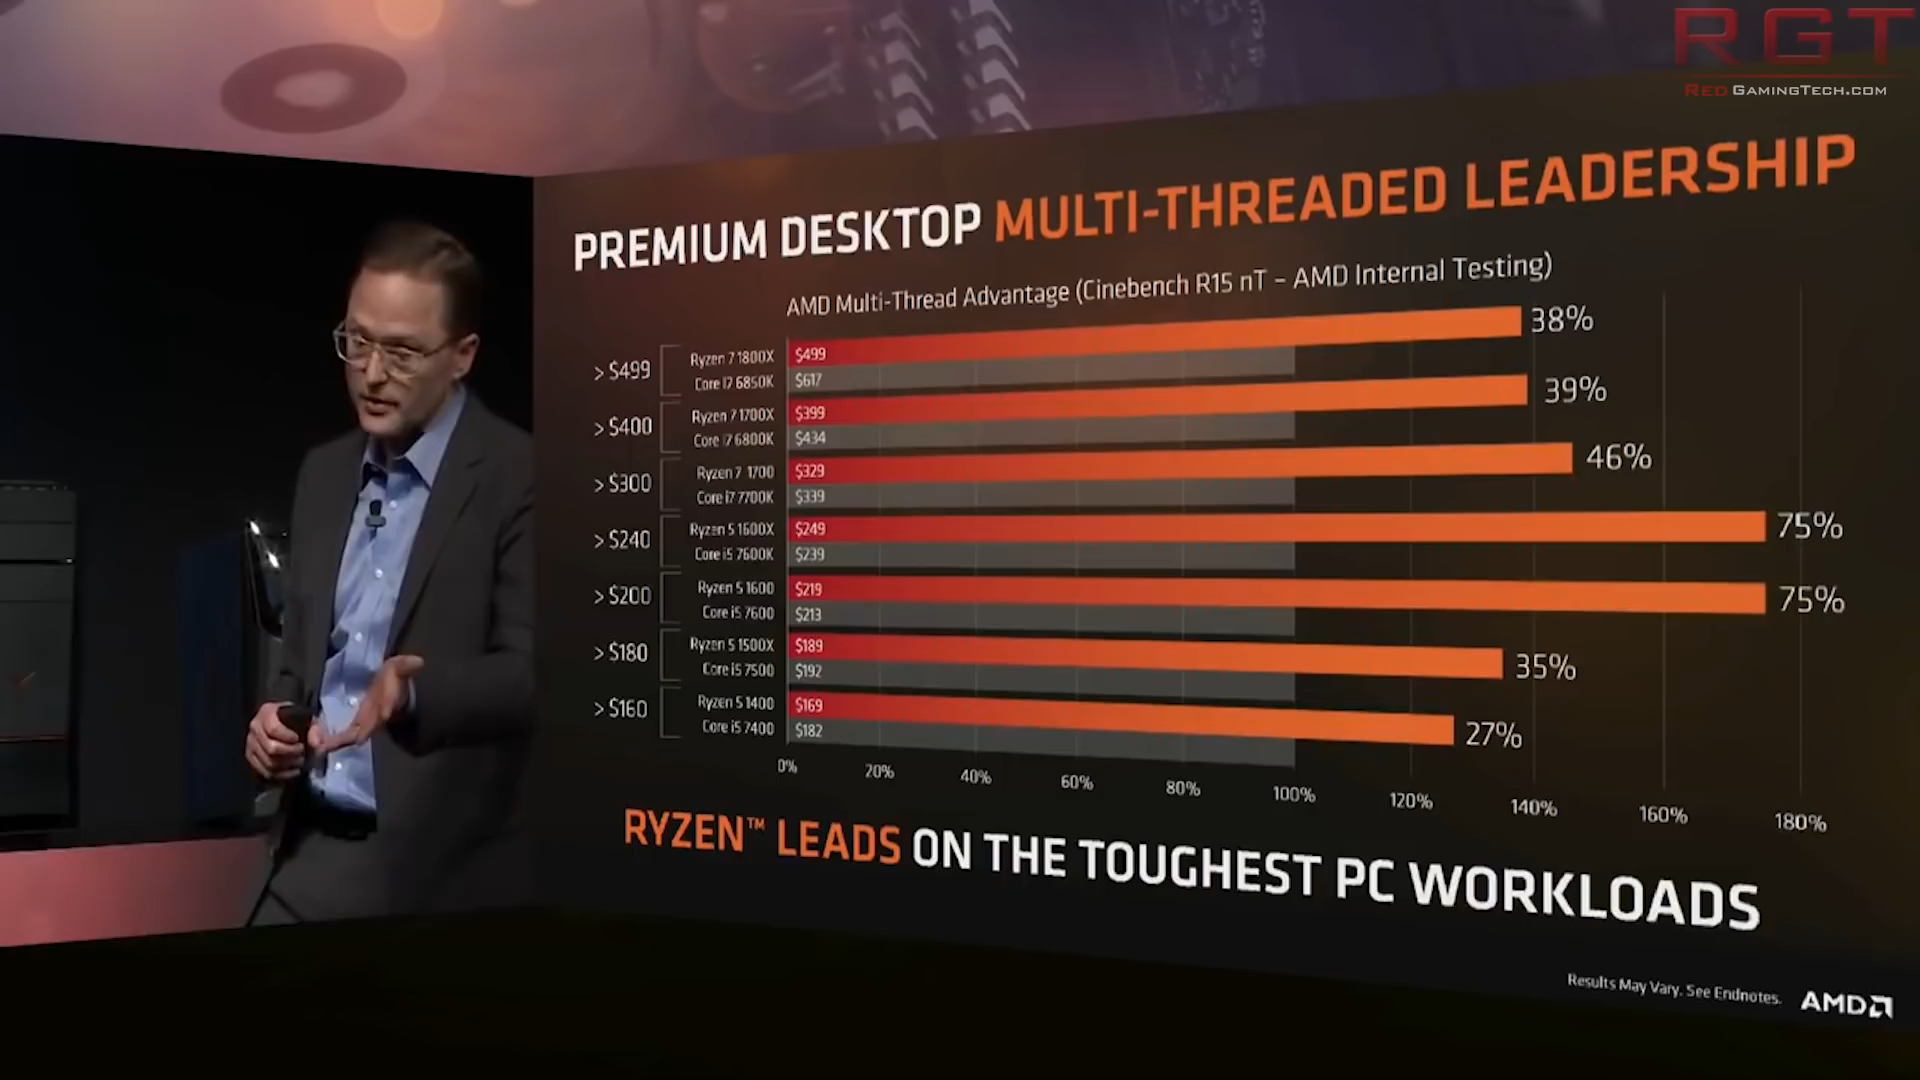 RGT
RED GAMINGTECH.COM
PREMIUM DESKTOP MULTI-THREADED LEADERSHIP
AMD Multi-Thread Advantage (Cinebench R15 nT – AMD Internal Testing)
> $499 Ryzen 7 1800X $499 38%
Core I7 6850K $617
> $400 Ryzen 7 1700X $399 39%
Core i7 6800K $434
> $300 Ryzen 7 1700 $329 46%
Core i7 7700K $339
> $240 Ryzen 5 1600X $249 75%
Core i5 7600K $239
> $200 Ryzen 5 1600 $219 75%
Core i5 7600 $213
> $180 Ryzen 5 1500X $189 35%
Core i5 7500 $192
> $160 Ryzen 5 1400 $169 27%
Core i5 7400 $182
0% 20% 40% 60% 80% 100% 120% 140% 160% 180%
RYZEN™ LEADS ON THE TOUGHEST PC WORKLOADS
Results May Vary. See Endnotes.
AMD